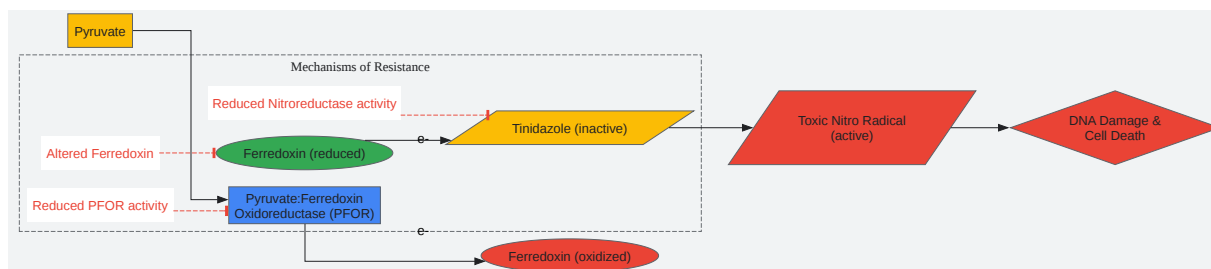 Pyruvate
Mechanisms of Resistance
Reduced Nitroreductase activity
Tinidazole (inactive)
Toxic Nitro Radical
(active)
DNA Damage &
Cell Death
e-
Altered Ferredoxin
Ferredoxin (reduced)
Reduced PFOR activity
Pyruvate:Ferredoxin
Oxidoreductase (PFOR)
e-
Ferredoxin (oxidized)